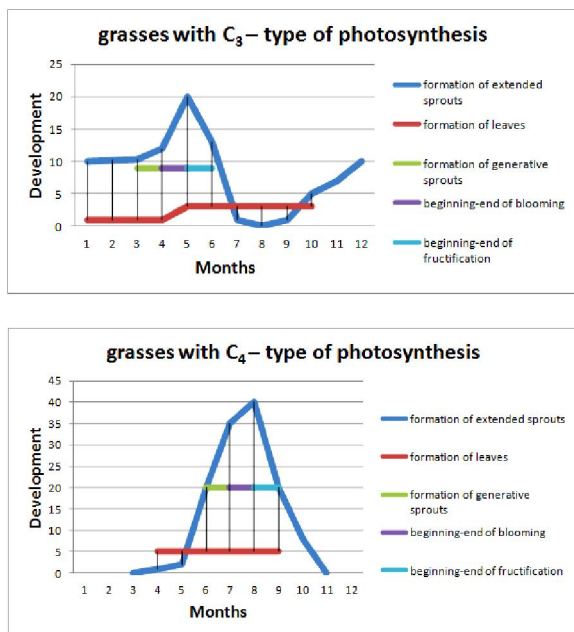 grasses with C₃ – type of photosynthesis
25
20
15
10
5
0
Development
1 2 3 4 5 6 7 8 9 10 11 12
Months
formation of extended
sprouts
formation of leaves
formation of generative
sprouts
beginning-end of blooming
beginning-end of
fructification
grasses with C₄ – type of photosynthesis
45
40
35
30
25
20
15
10
5
0
Development
1 2 3 4 5 6 7 8 9 10 11 12
Months
formation of extended sprouts
formation of leaves
formation of generative
sprouts
beginning-end of blooming
beginning-end of fructification